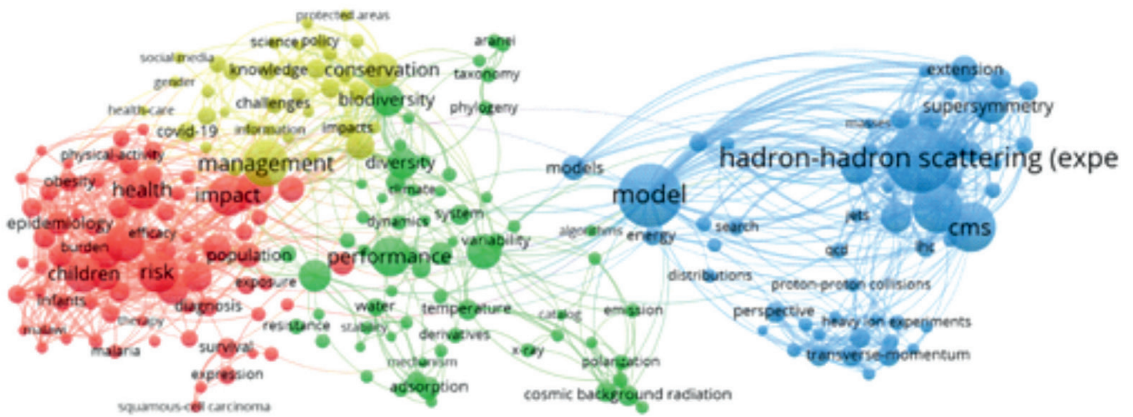 protected areas
aranei
science policy
social media
knowledge
conservation
taxonomy
extension
gender
biodiversity
challenges
phylogeny
supersymmetry
health-care
masses
covid-19
information
impacts
physical-activity
management
diversity
models
hadron-hadron scattering (expe
obesity
health
impact
climate
model
epidemiology
efficacy
dynamics
system
jets
burden
variability
algorithms
energy
search
cms
population
performance
qcd
lhc
children
risk
exposure
distributions
proton-proton collisions
infants
diagnosis
water
temperature
catalog
emission
perspective
malawi
therapy
resistance
stability
derivatives
heavy ion experiments
malaria
survival
mechanism
x-ray
polarization
transverse-momentum
expression
adsorption
cosmic background radiation
squamous-cell carcinoma